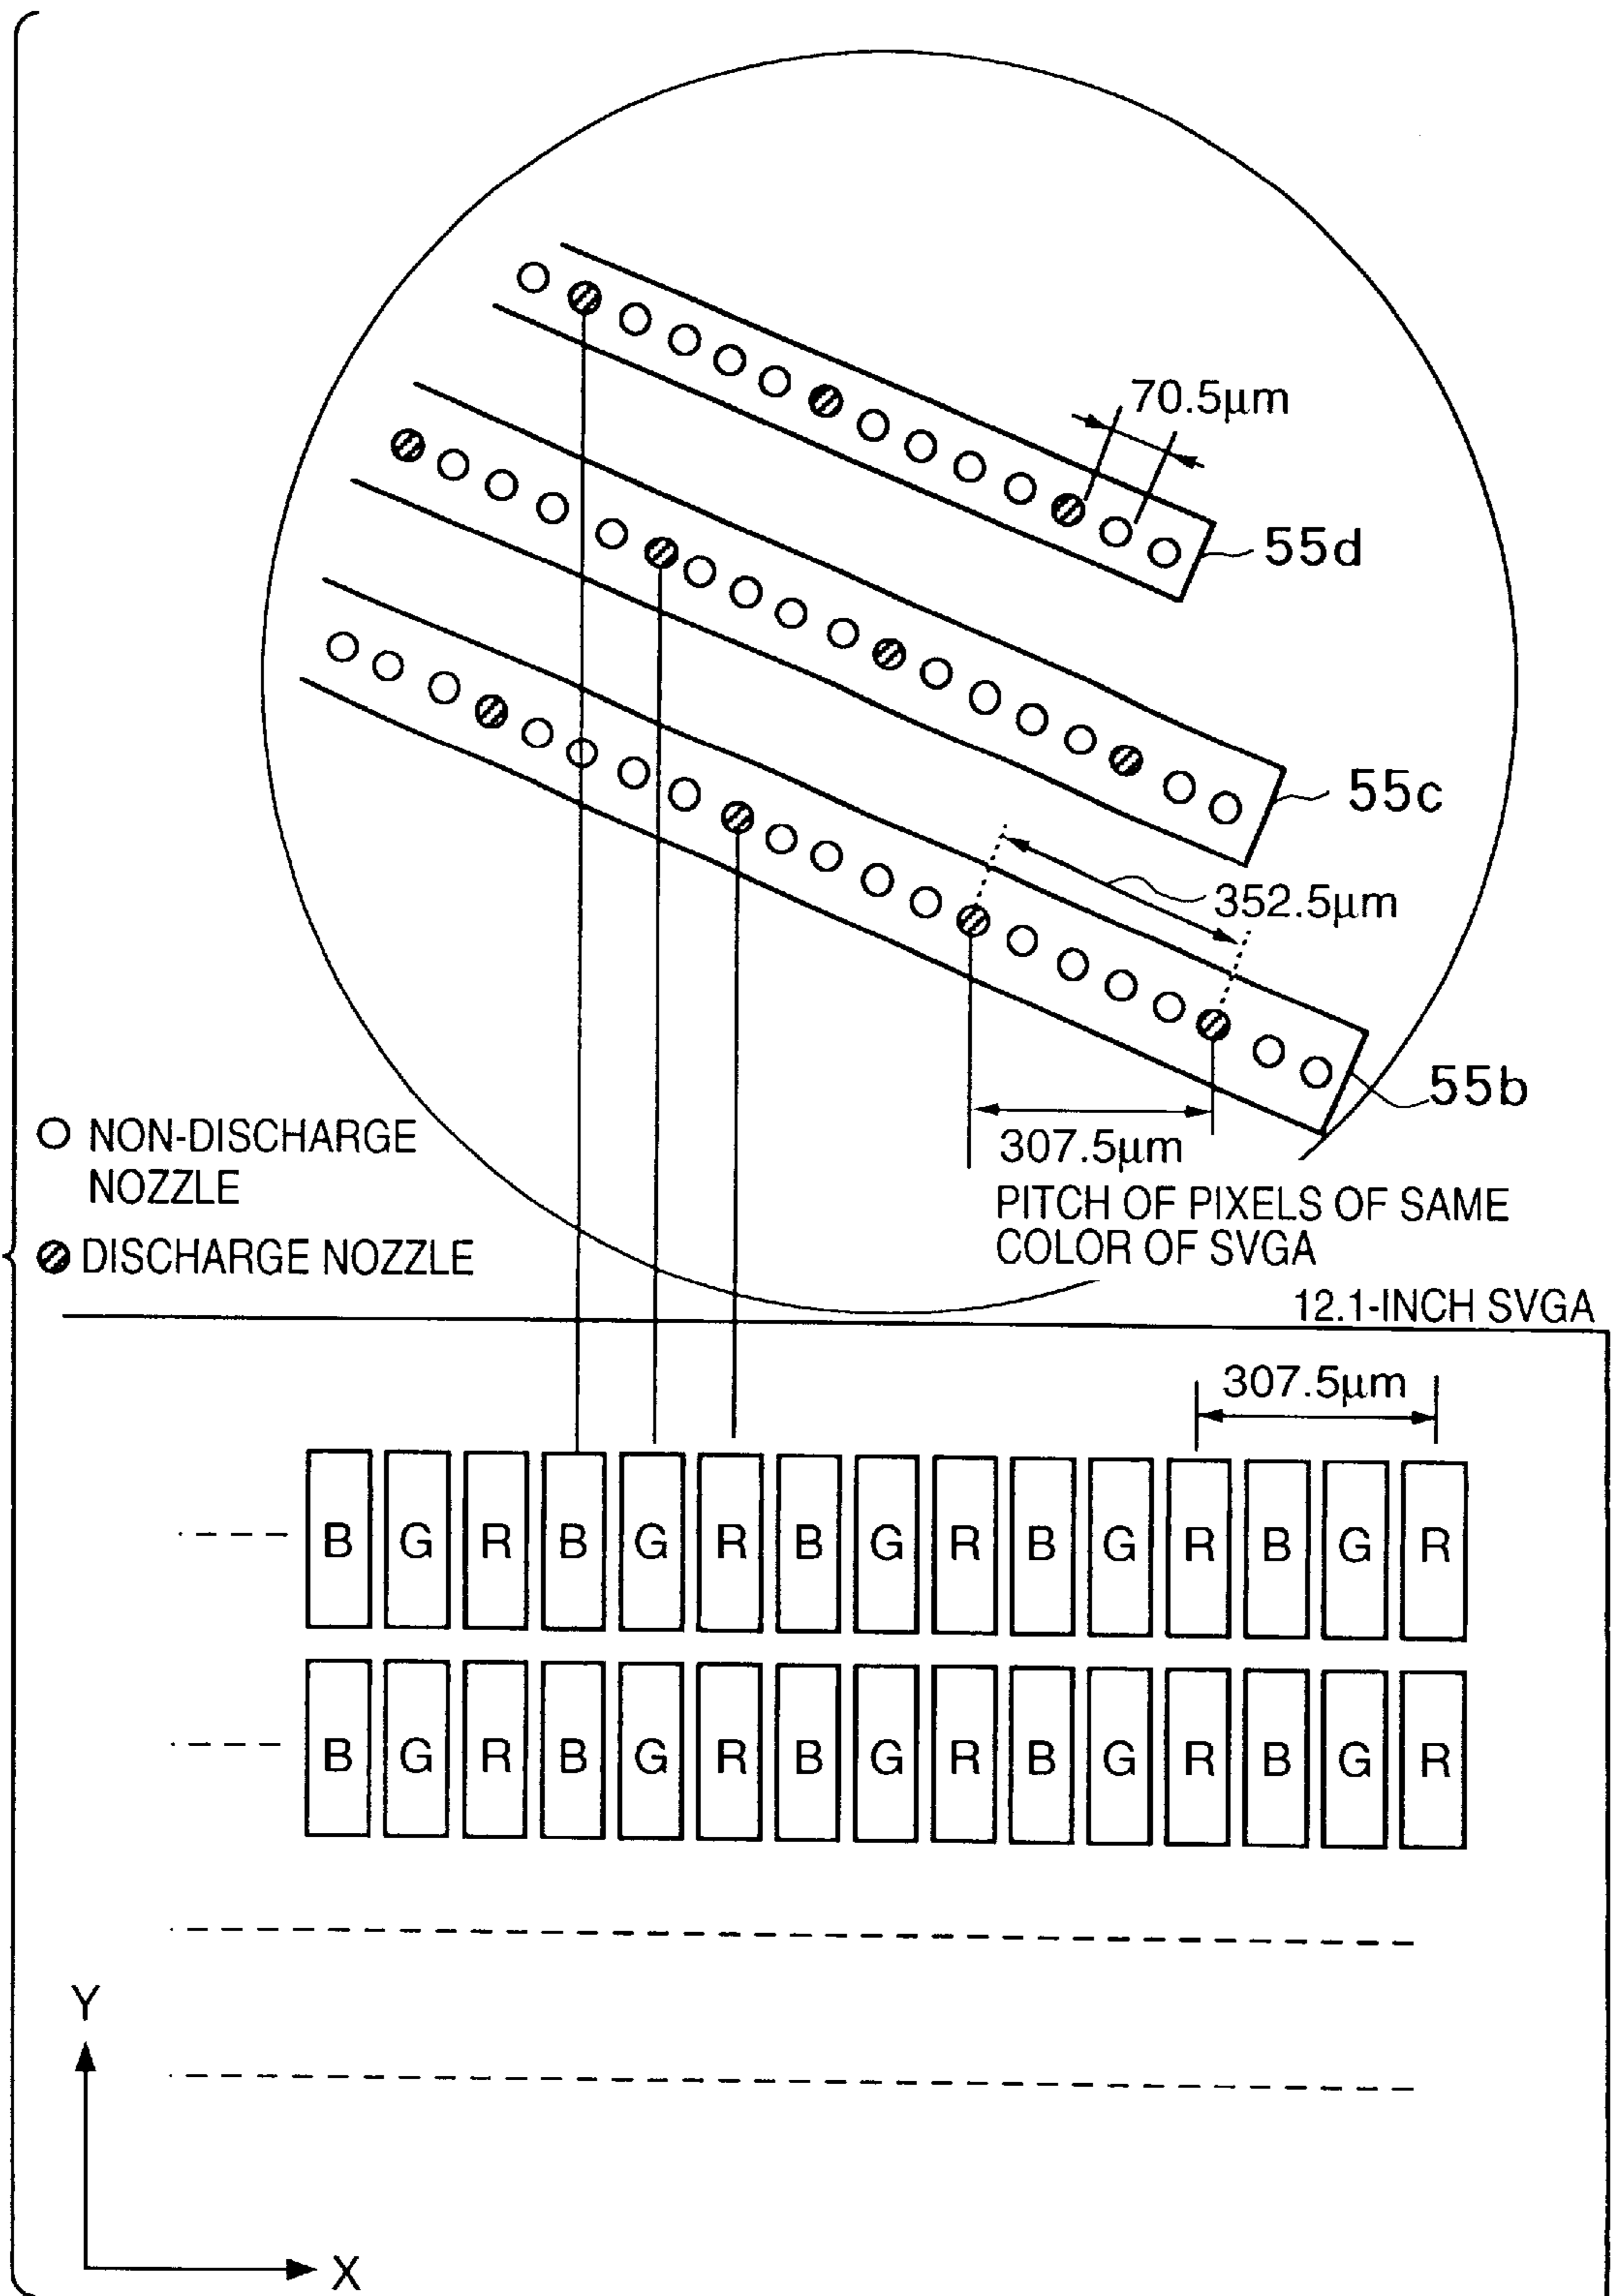 70.5μm
55d
55c
352.5μm
55b
307.5μm
PITCH OF PIXELS OF SAME
COLOR OF SVGA
NON-DISCHARGE
NOZZLE
DISCHARGE NOZZLE
12.1-INCH SVGA
307.5μm
B G R B G R B G R B G R B G R
B G R B G R B G R B G R B G R
Y
X